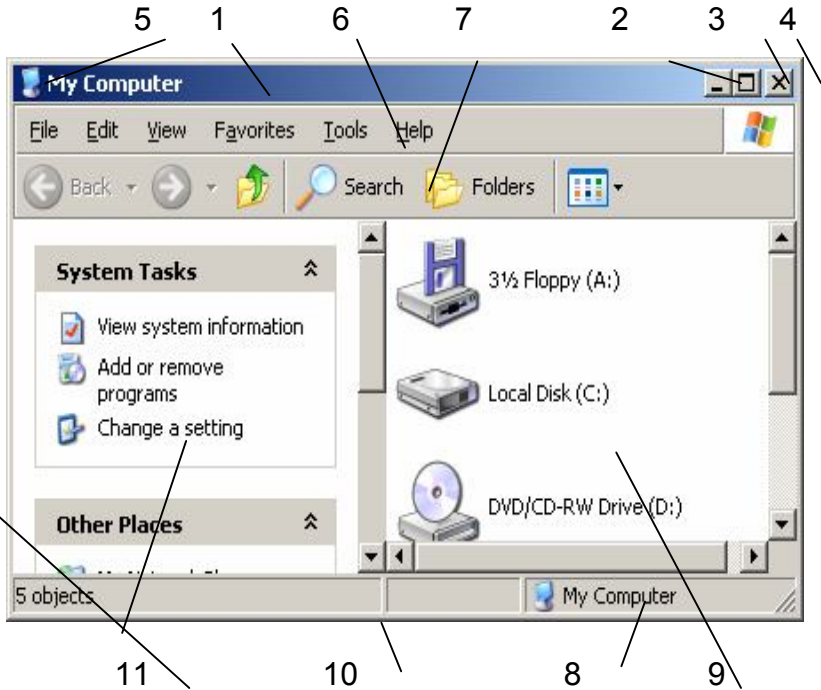 5 1 6 7 2 3 4
My Computer
File Edit View Favorites Tools Help
Back Search Folders
System Tasks
View system information
Add or remove
programs
Change a setting
Other Places
3½ Floppy (A:)
Local Disk (C:)
DVD/CD-RW Drive (D:)
5 objects My Computer
11 10 8 9